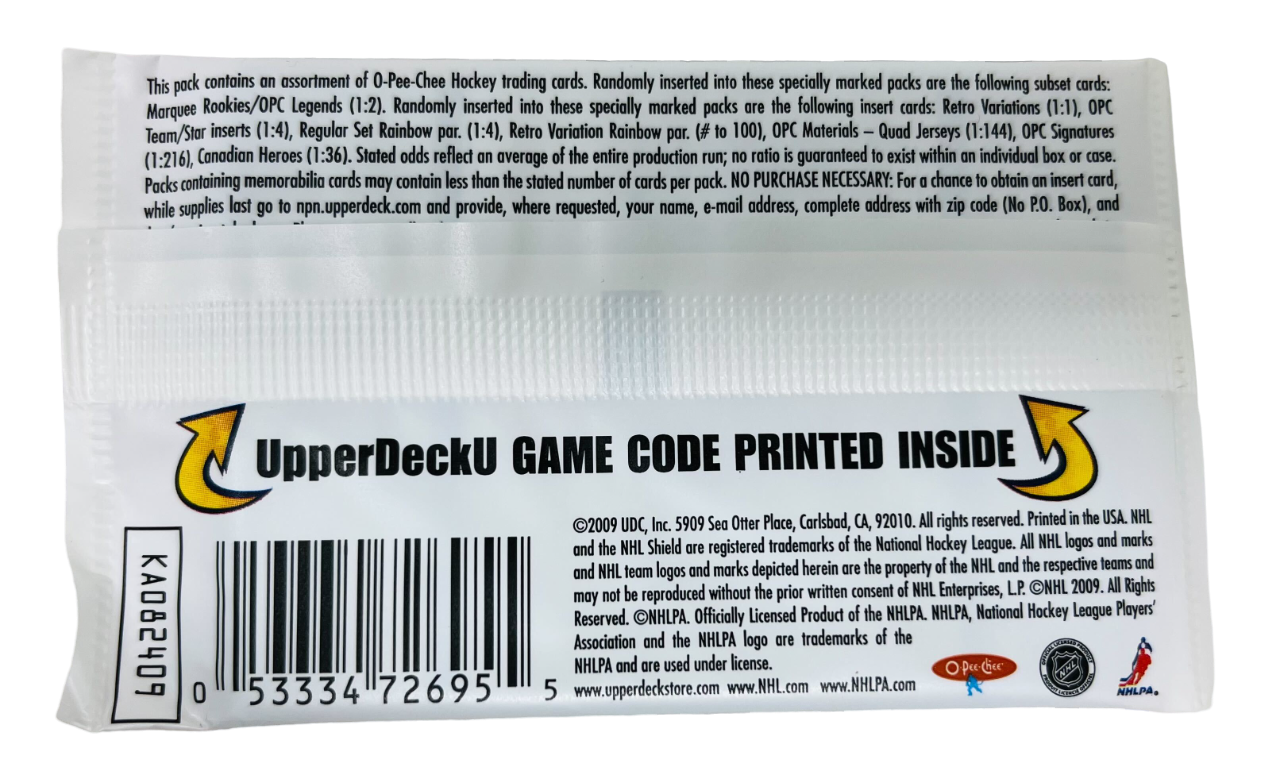 This pack contains an assortment of O-Pee-Chee Hockey trading cards. Randomly inserted into these specially marked packs are the following subset cards:
Marquee Rookies/OPC Legends (1:2). Randomly inserted into these specially marked packs are the following insert cards: Retro Variations (1:1), OPC
Team/Star inserts (1:4), Regular Set Rainbow par. (1:4), Retro Variation Rainbow par. (# to 100), OPC Materials – Quad Jerseys (1:144), OPC Signatures
(1:216), Canadian Heroes (1:36). Stated odds reflect an average of the entire production run; no ratio is guaranteed to exist within an individual box or case.
Packs containing memorabilia cards may contain less than the stated number of cards per pack. NO PURCHASE NECESSARY: For a chance to obtain an insert card,
while supplies last go to npn.upperdeck.com and provide, where requested, your name, e-mail address, complete address with zip code (No P.O. Box), and
UpperDeckU GAME CODE PRINTED INSIDE
©2009 UDC, Inc. 5909 Sea Otter Place, Carlsbad, CA, 92010. All rights reserved. Printed in the USA. NHL
and the NHL Shield are registered trademarks of the National Hockey League. All NHL logos and marks
and NHL team logos and marks depicted herein are the property of the NHL and the respective teams and
may not be reproduced without the prior written consent of NHL Enterprises, L.P. ©NHL 2009. All Rights
Reserved. ©NHLPA. Officially Licensed Product of the NHLPA. NHLPA, National Hockey League Players'
Association and the NHLPA logo are trademarks of the
NHLPA and are used under license.
www.upperdeckstore.com www.NHL.com www.NHLPA.com
KA082409
0 53334 72695 5
O-Pee-Chee
NHL
NHLPA